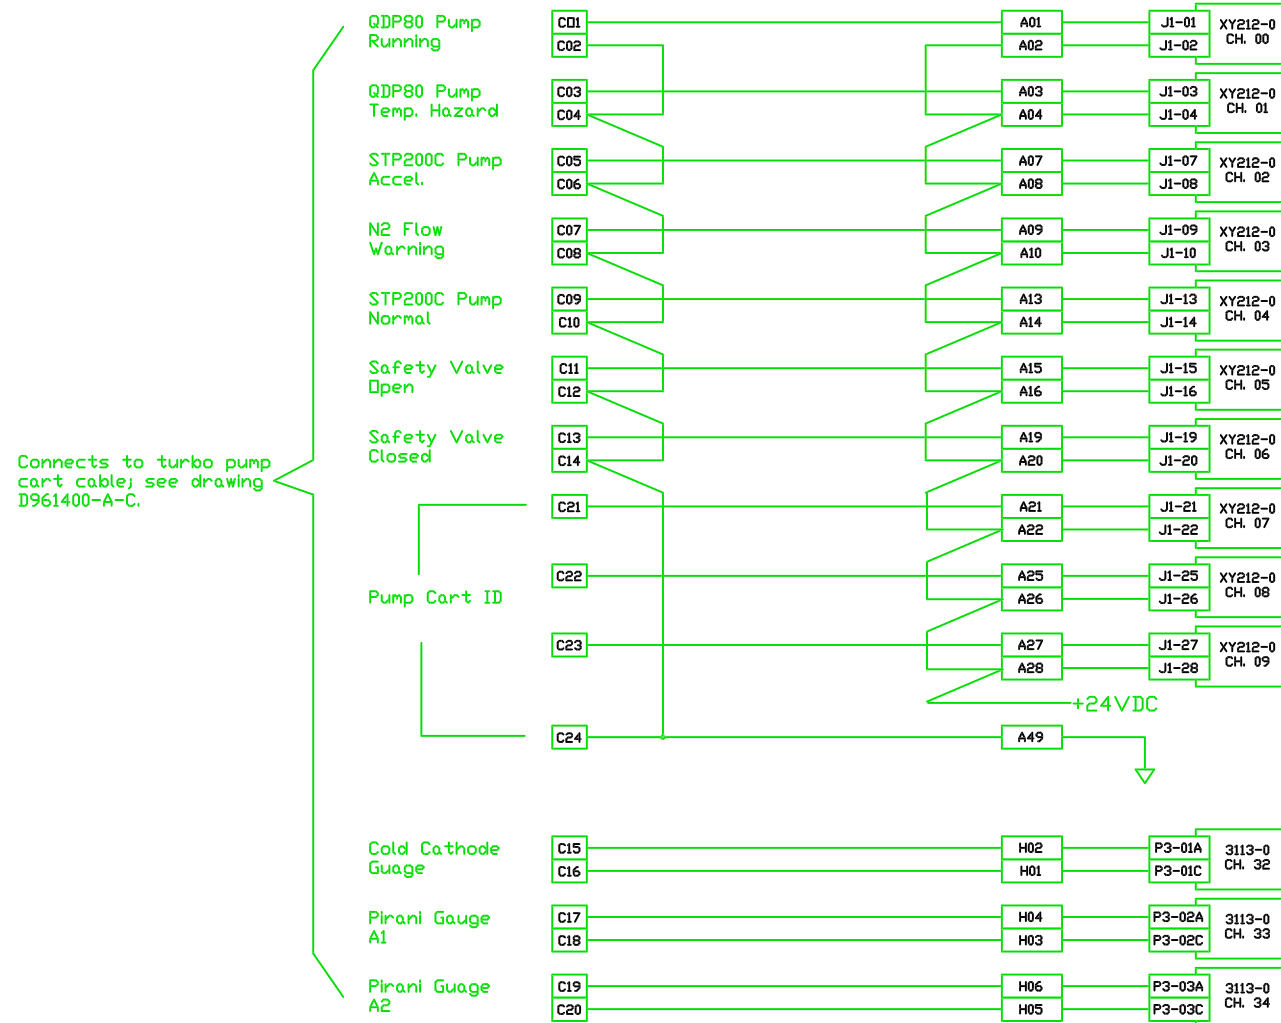 QDP80 Pump
Running
C01 A01 J1-01 XY212-0
C02 A02 J1-02 CH. 00
QDP80 Pump
Temp. Hazard
C03 A03 J1-03 XY212-0
C04 A04 J1-04 CH. 01
STP200C Pump
Accel.
C05 A07 J1-07 XY212-0
C06 A08 J1-08 CH. 02
N2 Flow
Warning
C07 A09 J1-09 XY212-0
C08 A10 J1-10 CH. 03
STP200C Pump
Normal
C09 A13 J1-13 XY212-0
C10 A14 J1-14 CH. 04
Safety Valve
Open
C11 A15 J1-15 XY212-0
C12 A16 J1-16 CH. 05
Safety Valve
Closed
C13 A19 J1-19 XY212-0
C14 A20 J1-20 CH. 06
Connects to turbo pump
cart cable; see drawing
D961400-A-C.
C21 A21 J1-21 XY212-0
A22 J1-22 CH. 07
Pump Cart ID
C22 A25 J1-25 XY212-0
A26 J1-26 CH. 08
C23 A27 J1-27 XY212-0
A28 J1-28 CH. 09
+24VDC
C24 A49
Cold Cathode
Guage
C15 H02 P3-01A 3113-0
C16 H01 P3-01C CH. 32
Pirani Gauge
A1
C17 H04 P3-02A 3113-0
C18 H03 P3-02C CH. 33
Pirani Guage
A2
C19 H06 P3-03A 3113-0
C20 H05 P3-03C CH. 34